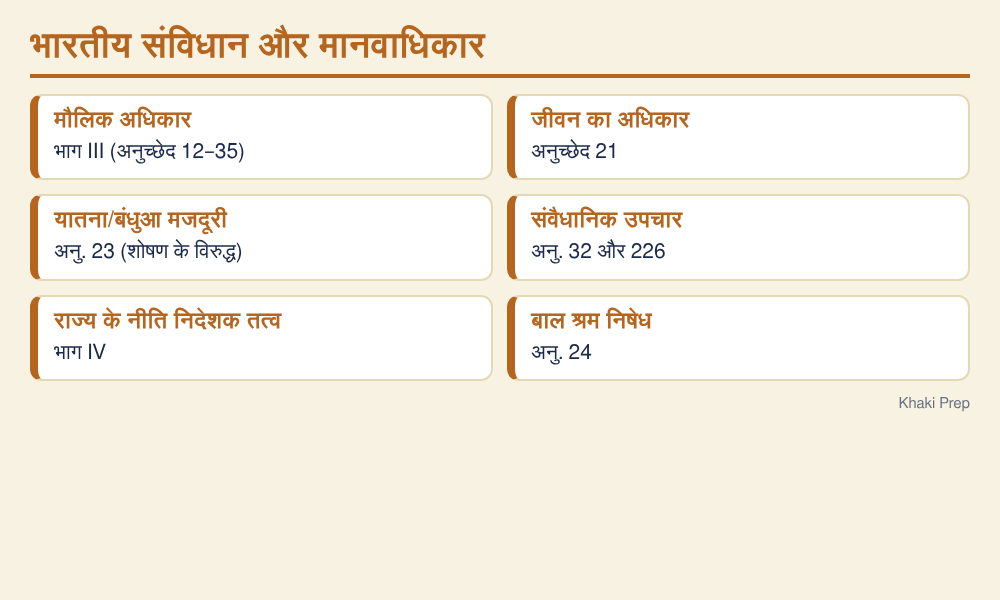 भारतीय संविधान और मानवाधिकार
मौलिक अधिकार
भाग III (अनुच्छेद 12–35)
जीवन का अधिकार
अनुच्छेद 21
यातना/बंधुआ मजदूरी
अनु. 23 (शोषण के विरुद्ध)
संवैधानिक उपचार
अनु. 32 और 226
राज्य के नीति निदेशक तत्व
भाग IV
बाल श्रम निषेध
अनु. 24
Khaki Prep